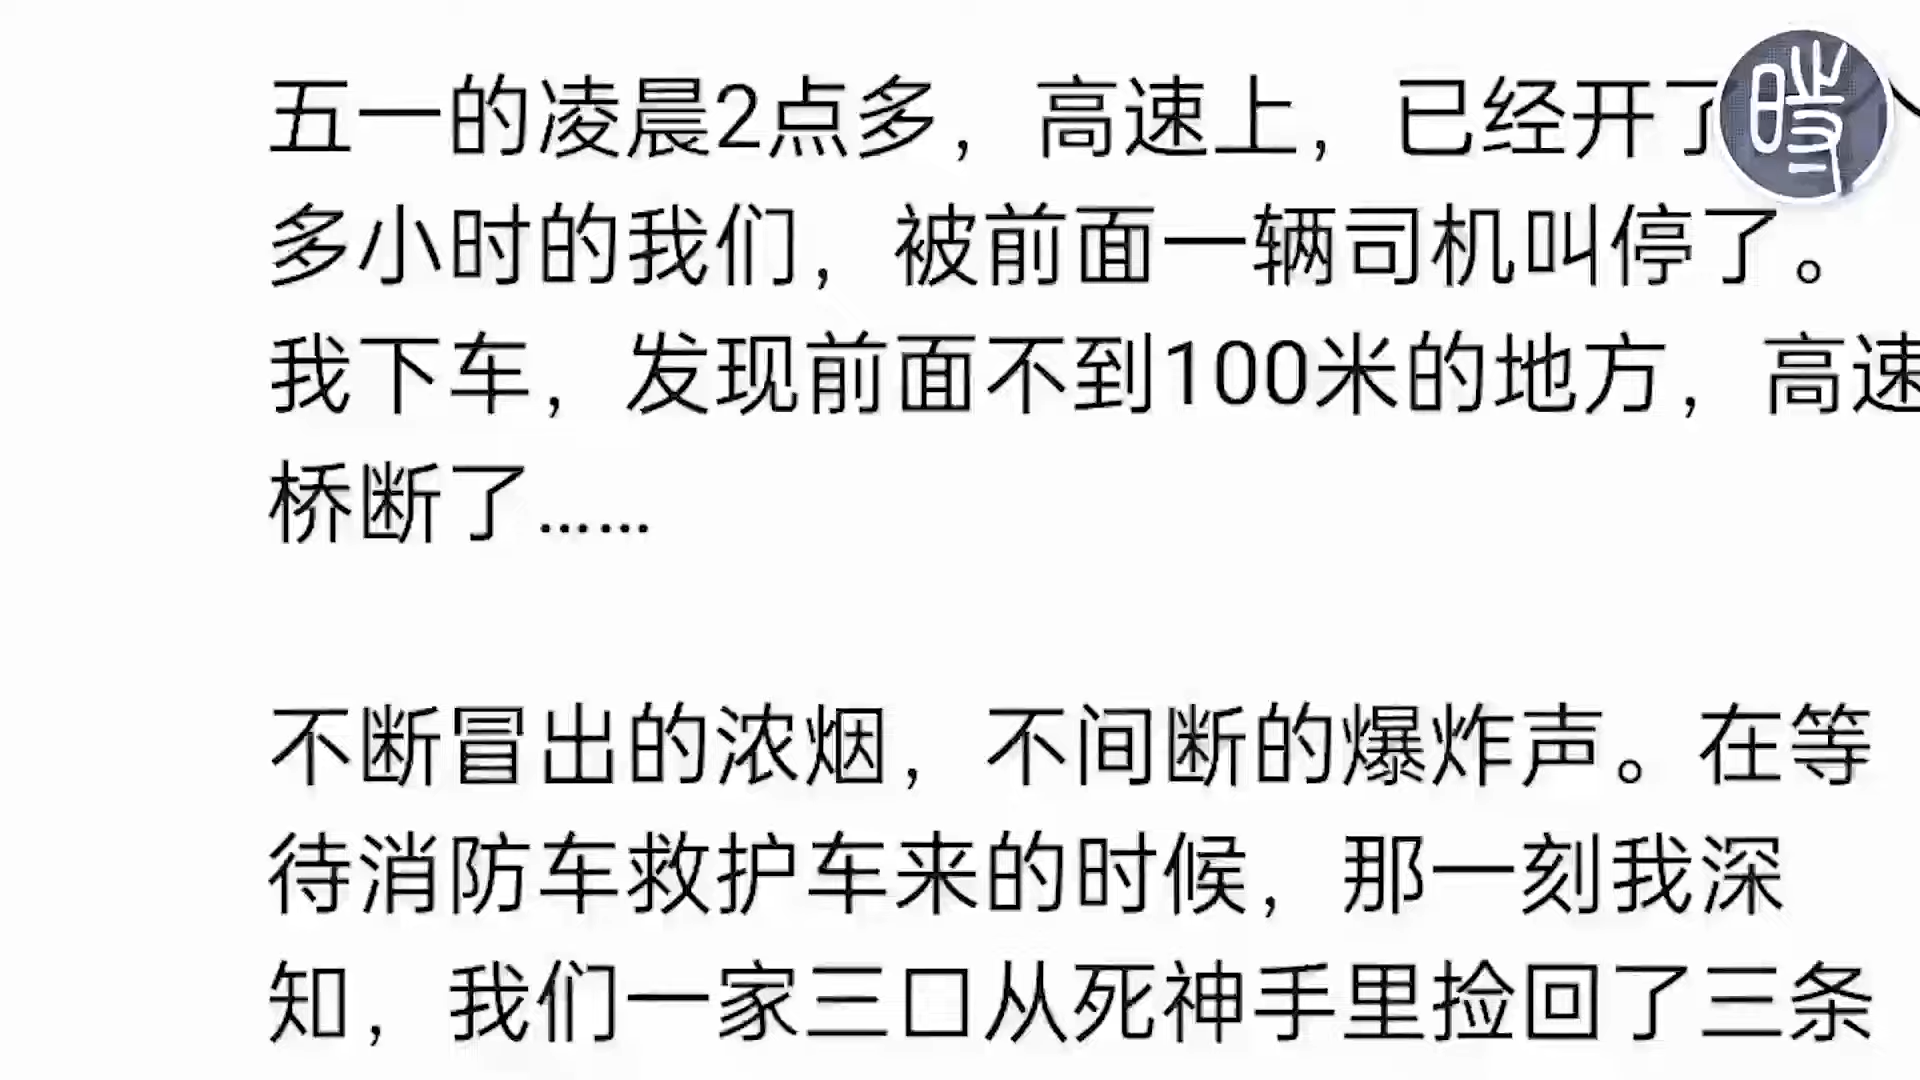 五一的凌晨2点多，高速上，已经开了
多小时的我们，被前面一辆司机叫停了。
我下车，发现前面不到100米的地方，高速
桥断了……
不断冒出的浓烟，不间断的爆炸声。在等
待消防车救护车来的时候，那一刻我深
知，我们一家三口从死神手里捡回了三条